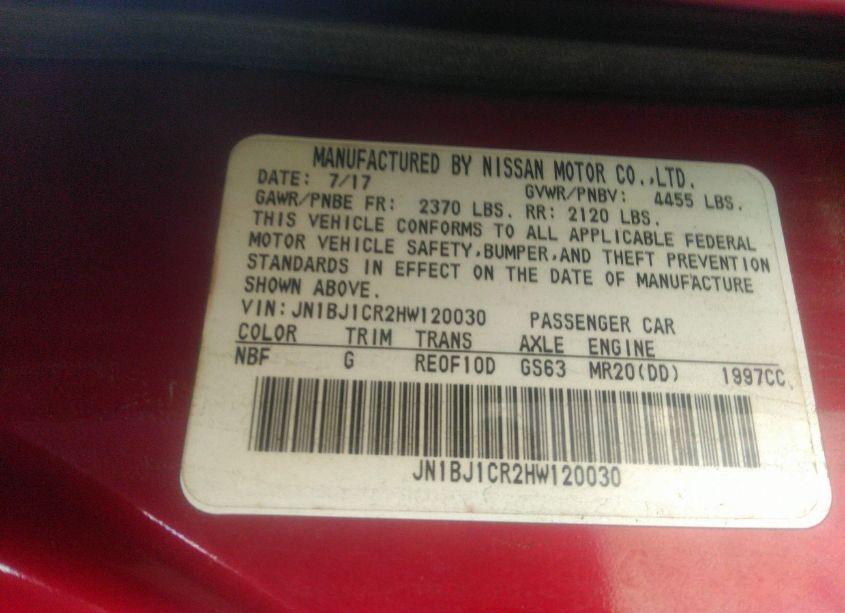 MANUFACTURED BY NISSAN MOTOR CO.,LTD.
DATE: 7/17 GVWR/PNBV: 4455 LBS.
GAWR/PNBE FR: 2370 LBS. RR: 2120 LBS.
THIS VEHICLE CONFORMS TO ALL APPLICABLE FEDERAL
MOTOR VEHICLE SAFETY,BUMPER,AND THEFT PREVENTION
STANDARDS IN EFFECT ON THE DATE OF MANUFACTURE
SHOWN ABOVE.
VIN:JN1BJ1CR2HW120030 PASSENGER CAR
COLOR TRIM TRANS AXLE ENGINE
NBF G RE0F10D GS63 MR20(DD) 1997CC.
JN1BJ1CR2HW120030